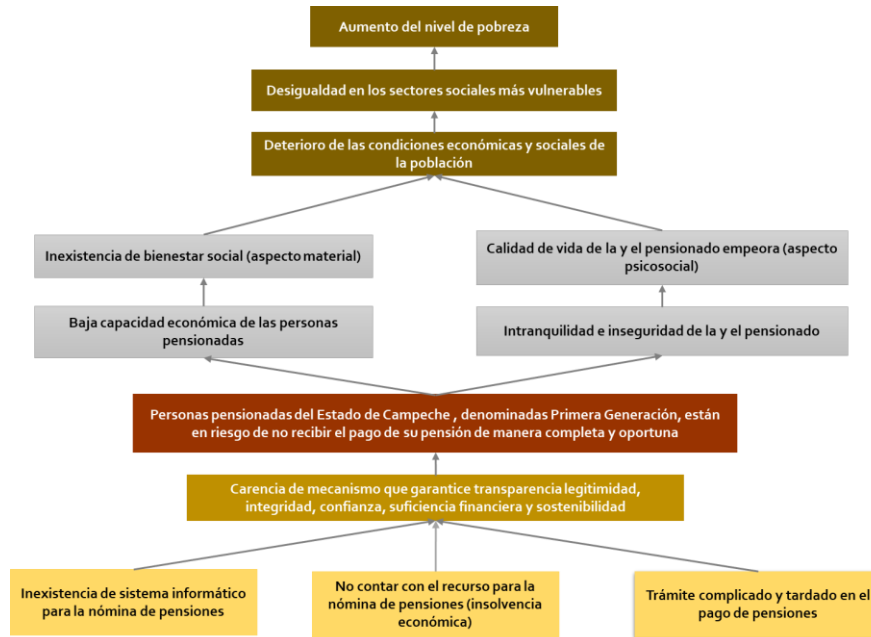 Aumento del nivel de pobreza
Desigualdad en los sectores sociales más vulnerables
Deterioro de las condiciones económicas y sociales de
la población
Inexistencia de bienestar social (aspecto material)
Calidad de vida de la y el pensionado empeora (aspecto
psicosocial)
Baja capacidad económica de las personas
pensionadas
Intranquilidad e inseguridad de la y el pensionado
Personas pensionadas del Estado de Campeche , denominadas Primera Generación, están
en riesgo de no recibir el pago de su pensión de manera completa y oportuna
Carencia de mecanismo que garantice transparencia legitimidad,
integridad, confianza, suficiencia financiera y sostenibilidad
Inexistencia de sistema informático
para la nómina de pensiones
No contar con el recurso para la
nómina de pensiones (insolvencia
económica)
Trámite complicado y tardado en el
pago de pensiones